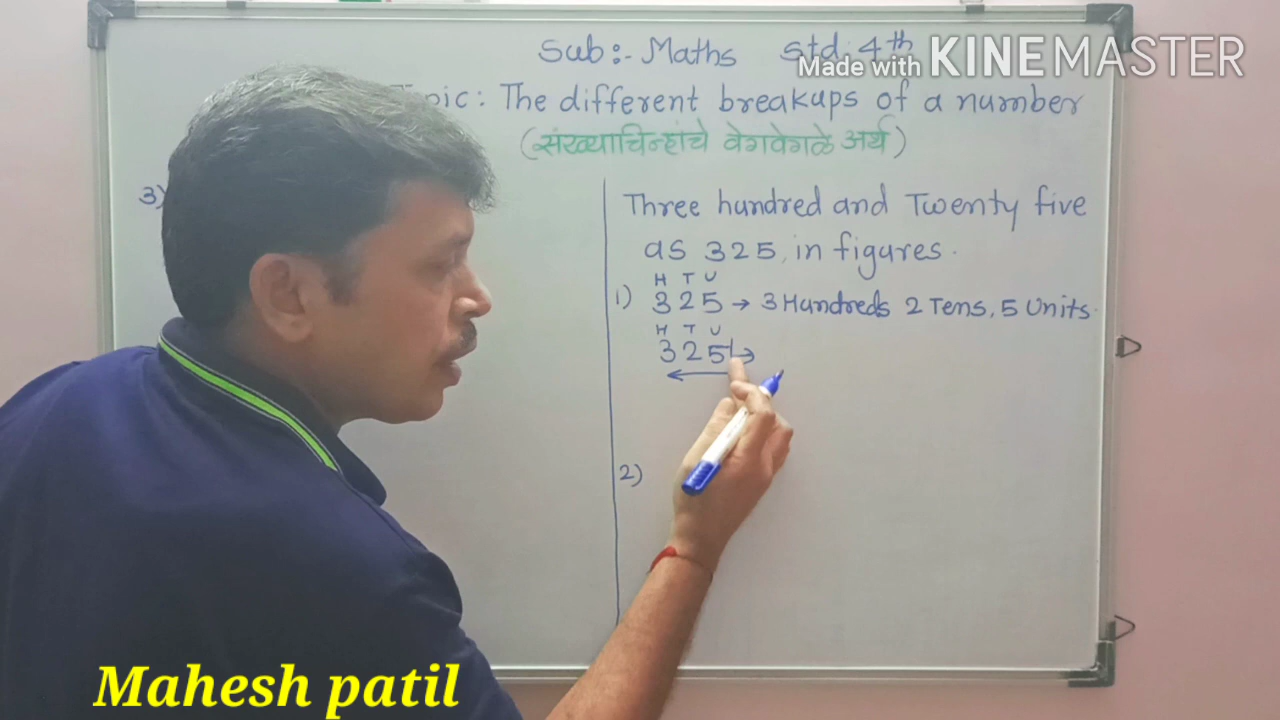 Sub:- Maths Std. 4th
Made with KINEMASTER
Topic: The different breakups of a number
(संख्याचिन्हांचे वेगवेगळे अर्थ)
3)
Three hundred and Twenty five
as 325, in figures.
H T U
1) 325 → 3 Hundreds 2 Tens, 5 Units.
H T U
325 →
2)
Mahesh patil